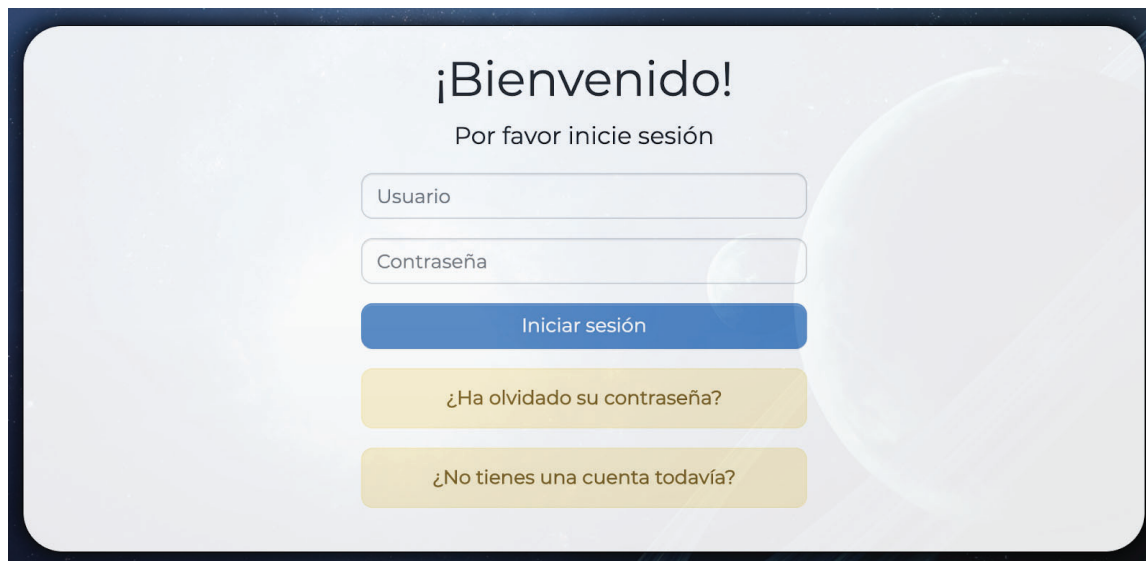 ¡Bienvenido!
Por favor inicie sesión
Usuario
Contraseña
Iniciar sesión
¿Ha olvidado su contraseña?
¿No tienes una cuenta todavía?